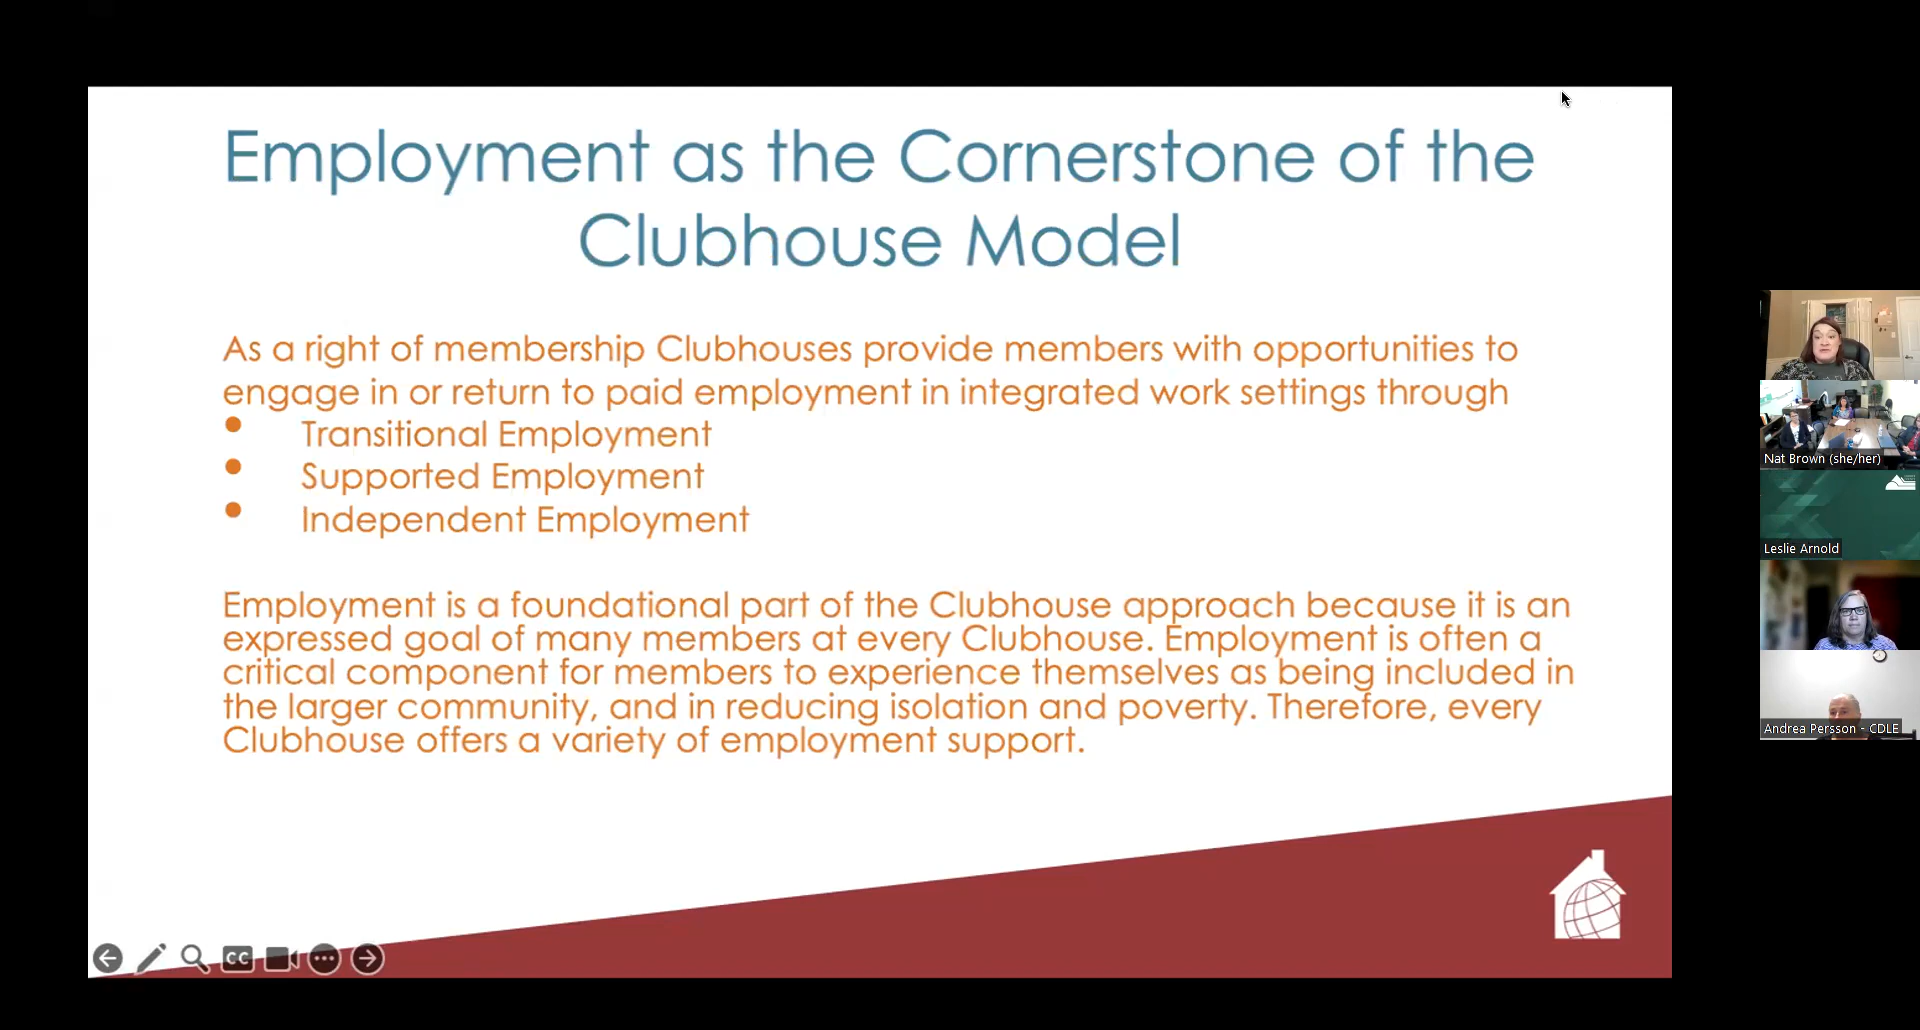 Employment as the Cornerstone of the
Clubhouse Model
As a right of membership Clubhouses provide members with opportunities to
engage in or return to paid employment in integrated work settings through
• Transitional Employment
• Supported Employment
• Independent Employment
Employment is a foundational part of the Clubhouse approach because it is an
expressed goal of many members at every Clubhouse. Employment is often a
critical component for members to experience themselves as being included in
the larger community, and in reducing isolation and poverty. Therefore, every
Clubhouse offers a variety of employment support.
CC
Nat Brown (she/her)
Leslie Arnold
Andrea Persson - CDLE